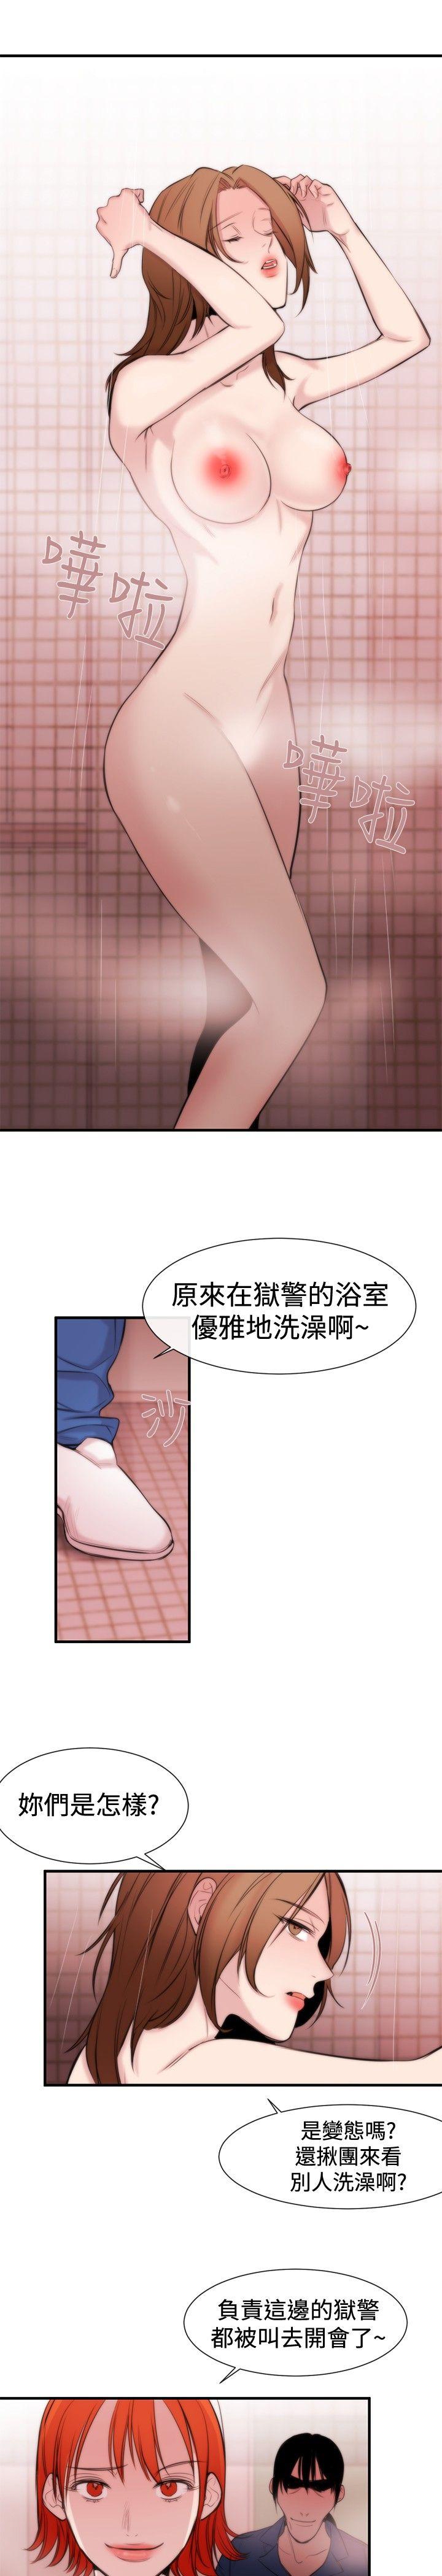 嘩啦
嘩啦
原來在獄警的浴室
優雅地洗澡啊~
沙
妳們是怎樣?
是變態嗎?
還揪團來看
別人洗澡啊?
負責這邊的獄警
都被叫去開會了~